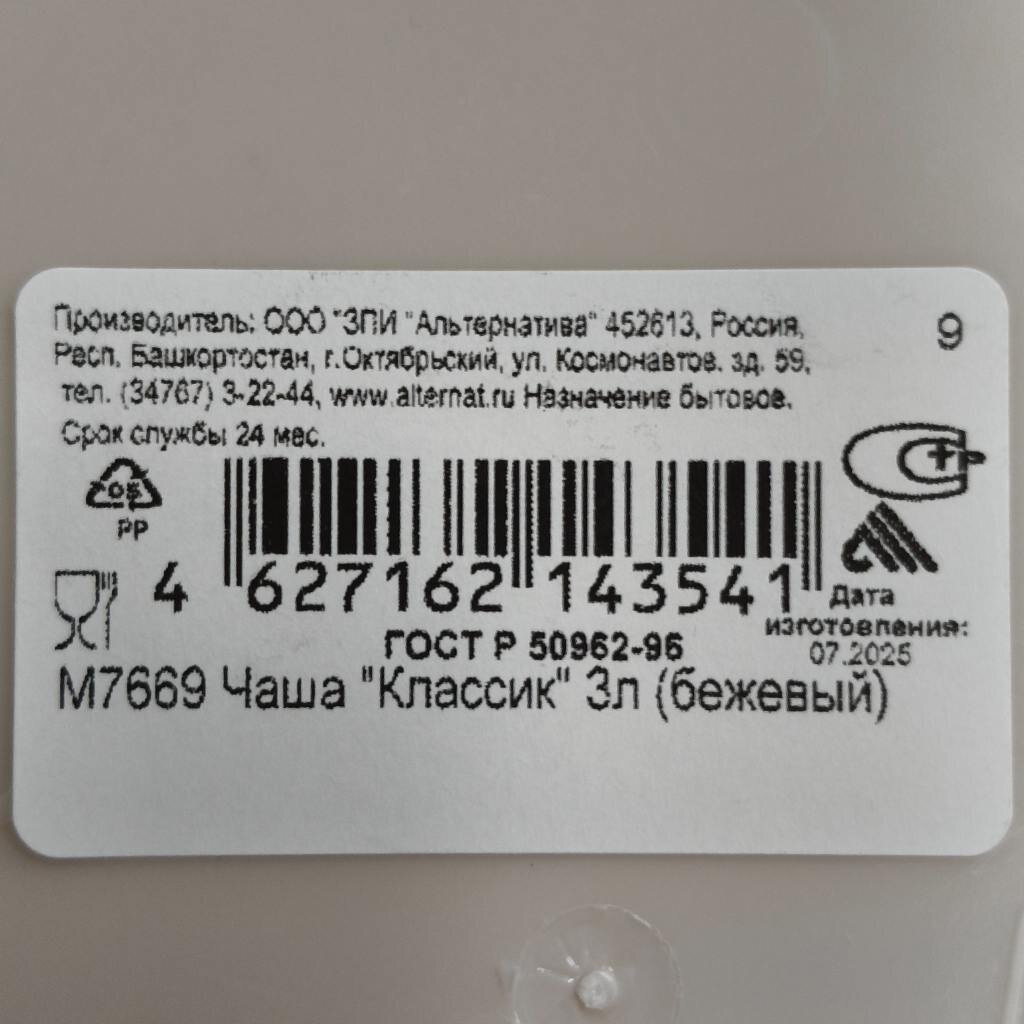 Производитель: ООО "ЗПИ "Альтернатива" 452613, Россия,
Респ. Башкортостан, г.Октябрьский, ул. Космонавтов. зд. 59,
тел. (34767) 3-22-44, www.alternat.ru Назначение бытовое.
Срок службы 24 мес.
9
05
PP
4 627162 143541
Дата
изготовления:
07.2025
ГОСТ Р 50962-96
М7669 Чаша "Классик" 3л (бежевый)